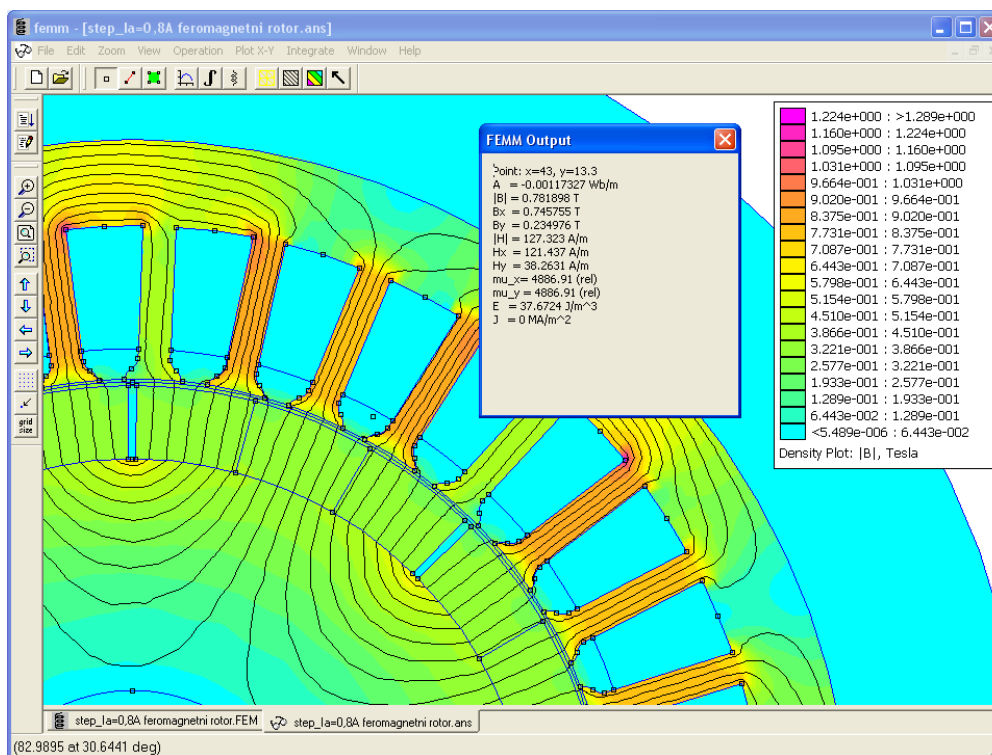 femm - [step_Ia=0,8A feromagnetni rotor.ans]
File Edit Zoom View Operation Plot X-Y Integrate Window Help
FEMM Output
Point: x=43, y=13.3
A = -0.00117327 Wb/m
|B| = 0.781898 T
Bx = 0.745755 T
By = 0.234976 T
|H| = 127.323 A/m
Hx = 121.437 A/m
Hy = 38.2631 A/m
mu_x= 4886.91 (rel)
mu_y = 4886.91 (rel)
E = 37.6724 J/m^3
J = 0 MA/m^2
1.224e+000 : >1.289e+000
1.160e+000 : 1.224e+000
1.095e+000 : 1.160e+000
1.031e+000 : 1.095e+000
9.664e-001 : 1.031e+000
9.020e-001 : 9.664e-001
8.375e-001 : 9.020e-001
7.731e-001 : 8.375e-001
7.087e-001 : 7.731e-001
6.443e-001 : 7.087e-001
5.798e-001 : 6.443e-001
5.154e-001 : 5.798e-001
4.510e-001 : 5.154e-001
3.866e-001 : 4.510e-001
3.221e-001 : 3.866e-001
2.577e-001 : 3.221e-001
1.933e-001 : 2.577e-001
1.289e-001 : 1.933e-001
6.443e-002 : 1.289e-001
<5.489e-006 : 6.443e-002
Density Plot: |B|, Tesla
grid
size
step_Ia=0,8A feromagnetni rotor.FEM
step_Ia=0,8A feromagnetni rotor.ans
(82.9895 at 30.6441 deg)